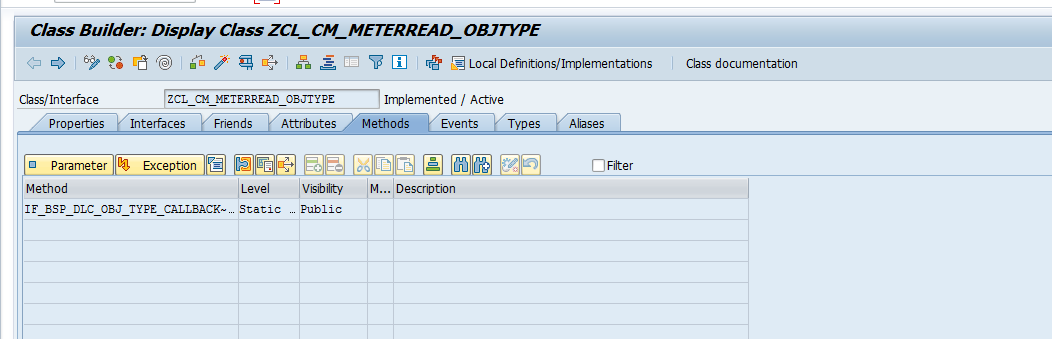 Class Builder: Display Class ZCL_CM_METERREAD_OBJTYPE
Local Definitions/Implementations Class documentation
Class/Interface ZCL_CM_METERREAD_OBJTYPE Implemented / Active
Properties Interfaces Friends Attributes Methods Events Types Aliases
Parameter Exception Filter
Method Level Visibility M... Description
IF_BSP_DLC_OBJ_TYPE_CALLBACK~… Static … Public